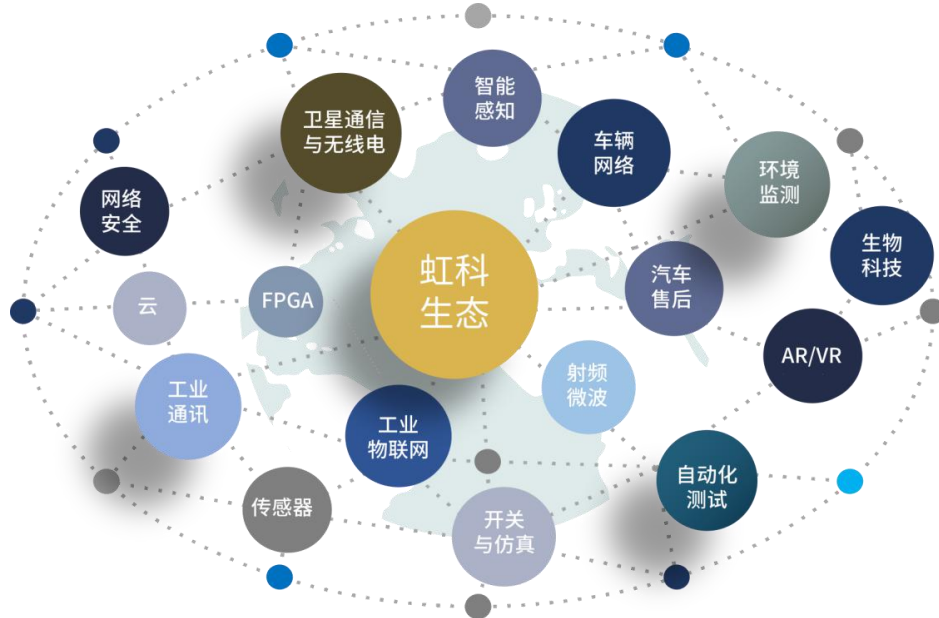 智能
感知
卫星通信
与无线电
车辆
网络
环境
监测
网络
安全
生物
科技
虹科
生态
汽车
售后
云
FPGA
AR/VR
射频
微波
工业
通讯
工业
物联网
自动化
测试
传感器
开关
与仿真